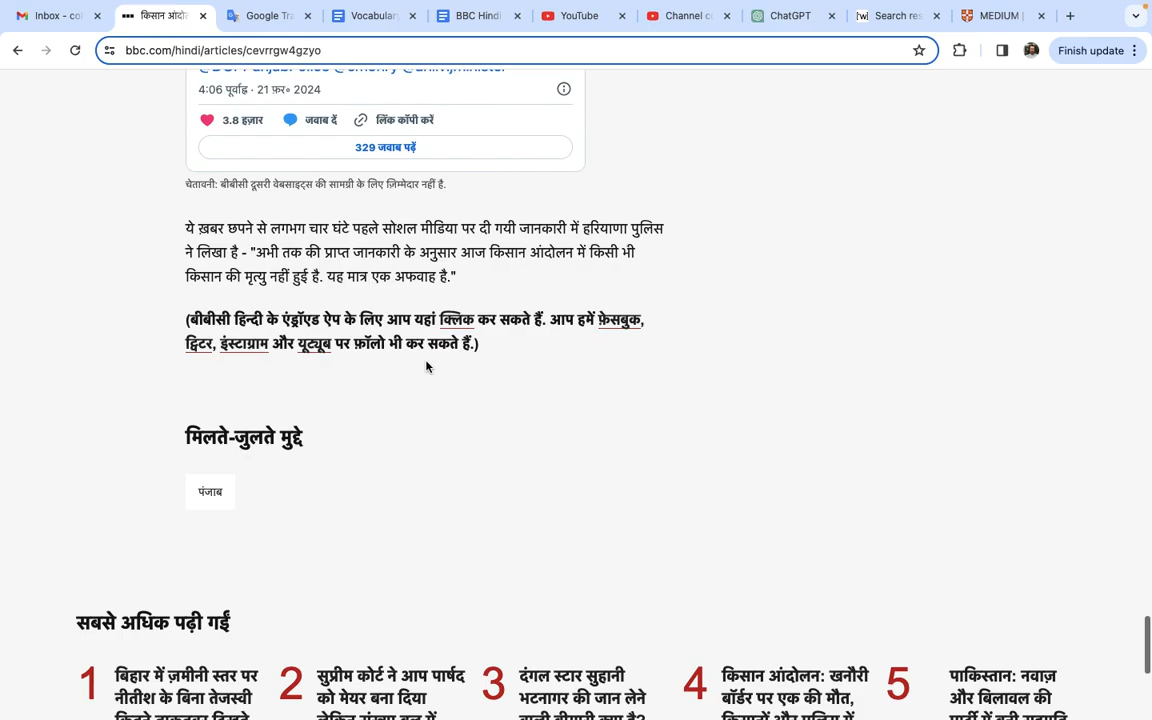 Inbox - co
किसान आंदो
Google Tra
Vocabulary
BBC Hindi
YouTube
Channel c
ChatGPT
Search res
MEDIUM
bbc.com/hindi/articles/cevrrgw4gzyo
Finish update
4:06 पूर्वाह्न · 21 फ़र॰ 2024
3.8 हज़ार जवाब दें लिंक कॉपी करें
329 जवाब पढ़ें
चेतावनी: बीबीसी दूसरी वेबसाइट्स की सामग्री के लिए ज़िम्मेदार नहीं है.
ये ख़बर छपने से लगभग चार घंटे पहले सोशल मीडिया पर दी गयी जानकारी में हरियाणा पुलिस
ने लिखा है - "अभी तक की प्राप्त जानकारी के अनुसार आज किसान आंदोलन में किसी भी
किसान की मृत्यु नहीं हुई है. यह मात्र एक अफवाह है."
(बीबीसी हिन्दी के एंड्रॉएड ऐप के लिए आप यहां क्लिक कर सकते हैं. आप हमें फ़ेसबुक,
ट्विटर, इंस्टाग्राम और यूट्यूब पर फ़ॉलो भी कर सकते हैं.)
मिलते-जुलते मुद्दे
पंजाब
सबसे अधिक पढ़ी गईं
1 बिहार में ज़मीनी स्तर पर
नीतीश के बिना तेजस्वी
2 सुप्रीम कोर्ट ने आप पार्षद
को मेयर बना दिया
3 दंगल स्टार सुहानी
भटनागर की जान लेने
4 किसान आंदोलन: खनौरी
बॉर्डर पर एक की मौत,
5 पाकिस्तान: नवाज़
और बिलावल की